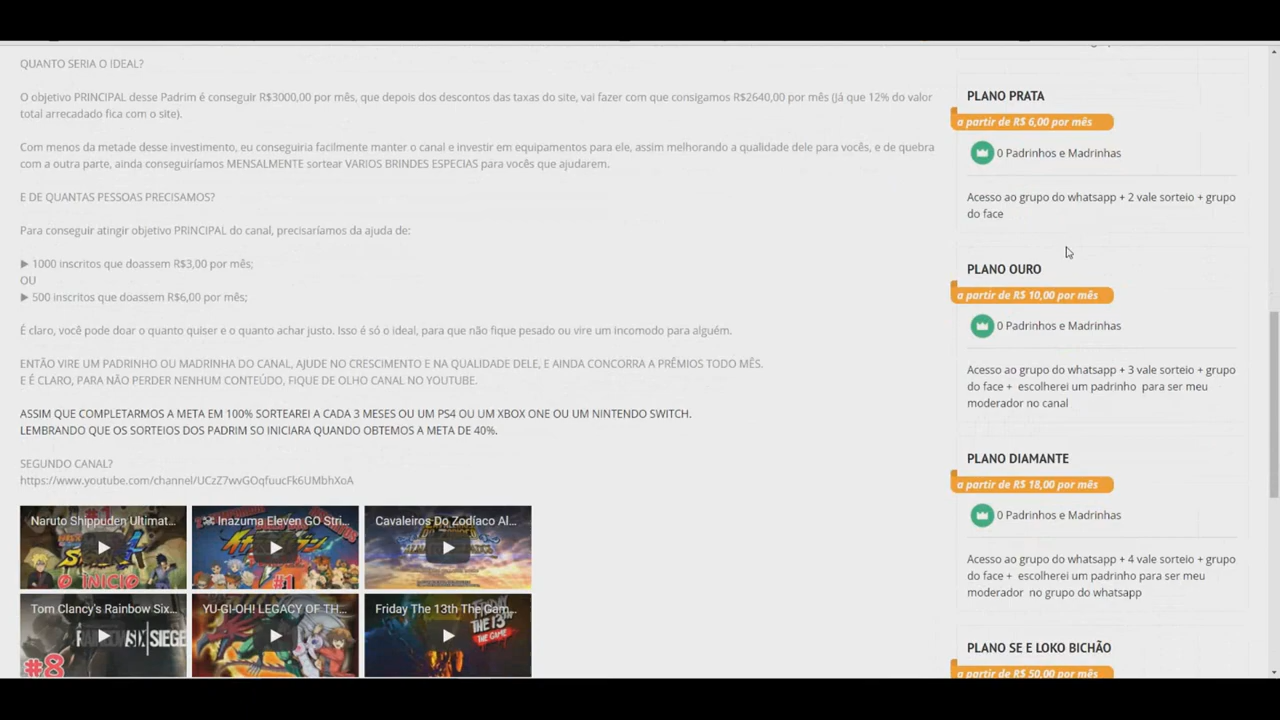 QUANTO SERIA O IDEAL?
O objetivo PRINCIPAL desse Padrim é conseguir R$3000,00 por mês, que depois dos descontos das taxas do site, vai fazer com que consigamos R$2640,00 por mês (Já que 12% do valor
total arrecadado fica com o site).
Com menos da metade desse investimento, eu conseguiria facilmente manter o canal e investir em equipamentos para ele, assim melhorando a qualidade dele para vocês, e de quebra
com a outra parte, ainda conseguiríamos MENSALMENTE sortear VARIOS BRINDES ESPECIAS para vocês que ajudarem.
E DE QUANTAS PESSOAS PRECISAMOS?
Para conseguir atingir objetivo PRINCIPAL do canal, precisaríamos da ajuda de:
▶ 1000 inscritos que doassem R$3,00 por mês;
OU
▶ 500 inscritos que doassem R$6,00 por mês;
É claro, você pode doar o quanto quiser e o quanto achar justo. Isso é só o ideal, para que não fique pesado ou vire um incomodo para alguém.
ENTÃO VIRE UM PADRINHO OU MADRINHA DO CANAL, AJUDE NO CRESCIMENTO E NA QUALIDADE DELE, E AINDA CONCORRA A PRÊMIOS TODO MÊS.
E É CLARO, PARA NÃO PERDER NENHUM CONTEÚDO, FIQUE DE OLHO CANAL NO YOUTUBE.
ASSIM QUE COMPLETARMOS A META EM 100% SORTEAREI A CADA 3 MESES OU UM PS4 OU UM XBOX ONE OU UM NINTENDO SWITCH.
LEMBRANDO QUE OS SORTEIOS DOS PADRIM SO INICIARA QUANDO OBTEMOS A META DE 40%.
SEGUNDO CANAL?
https://www.youtube.com/channel/UCzZ7wvGOqfuucFk6UMbhXoA
Naruto Shippuden Ultimat...
#1
O INICIO
Inazuma Eleven GO Stri...
#1
Cavaleiros Do Zodíaco Al...
Tom Clancy's Rainbow Six...
SIEGE
#8
YU-GI-OH! LEGACY OF TH...
Friday The 13th The Gam...
FRIDAY
THE 13TH
THE GAME
PLANO PRATA
a partir de R$ 6,00 por mês
0 Padrinhos e Madrinhas
Acesso ao grupo do whatsapp + 2 vale sorteio + grupo
do face
PLANO OURO
a partir de R$ 10,00 por mês
0 Padrinhos e Madrinhas
Acesso ao grupo do whatsapp + 3 vale sorteio + grupo
do face + escolherei um padrinho para ser meu
moderador no canal
PLANO DIAMANTE
a partir de R$ 18,00 por mês
0 Padrinhos e Madrinhas
Acesso ao grupo do whatsapp + 4 vale sorteio + grupo
do face + escolherei um padrinho para ser meu
moderador no grupo do whatsapp
PLANO SE E LOKO BICHÃO
a partir de R$ 50,00 por mês